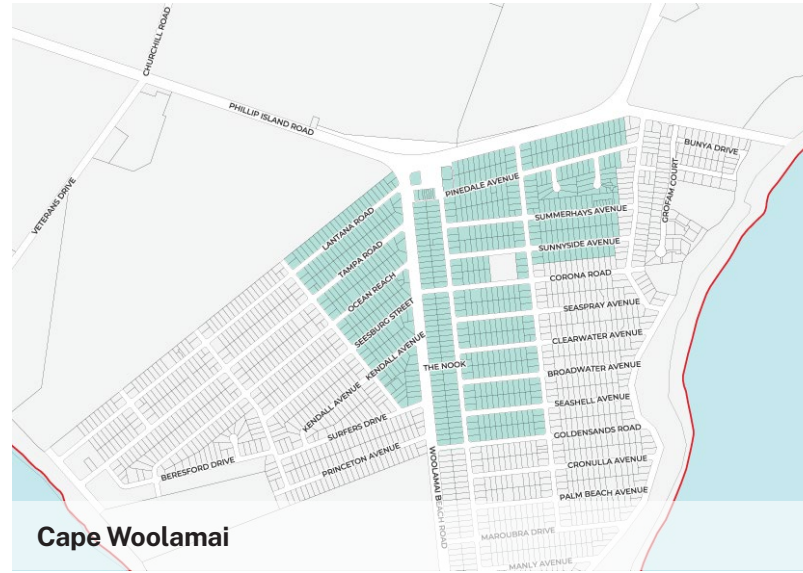 CHURCHILL ROAD
PHILLIP ISLAND ROAD
VETERANS DRIVE
BUNYA DRIVE
GROFAM COURT
PINEDALE AVENUE
LANTANA ROAD
SUMMERHAYS AVENUE
TAMPA ROAD
SUNNYSIDE AVENUE
OCEAN REACH
CORONA ROAD
SEESBURG STREET
SEASPRAY AVENUE
CLEARWATER AVENUE
KENDALL AVENUE
THE NOOK
BROADWATER AVENUE
KENDALL AVENUE
SEASHELL AVENUE
SURFERS DRIVE
GOLDENSANDS ROAD
PRINCETON AVENUE
BERESFORD DRIVE
WOOLAMAI BEACH ROAD
CRONULLA AVENUE
PALM BEACH AVENUE
MAROUBRA DRIVE
MANLY AVENUE
Cape Woolamai